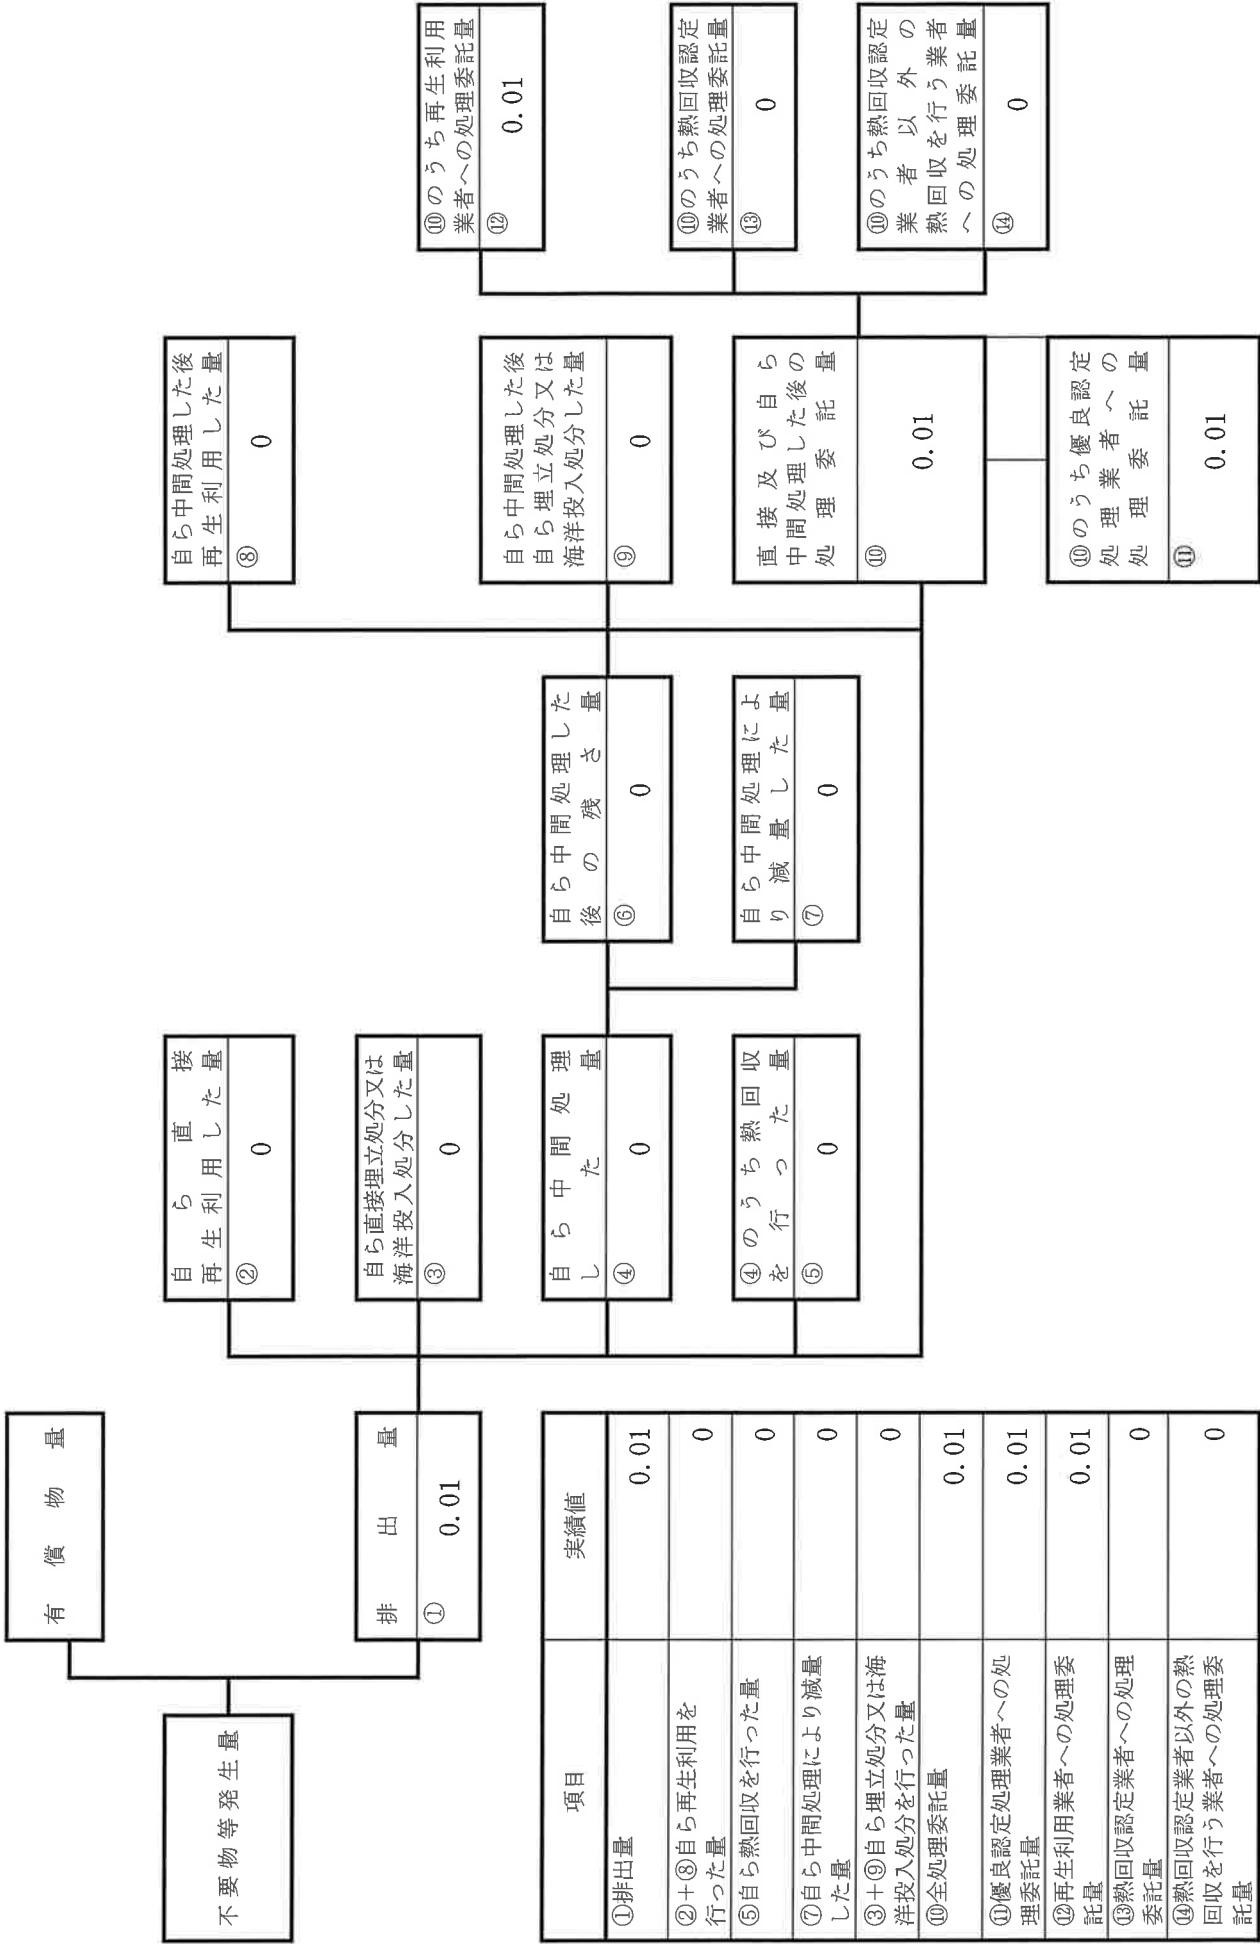 不要物等発生量
有償物量
排出量
① 0.01
自ら直接
再生利用した量
② 0
自ら直接埋立処分又は
海洋投入処分した量
③ 0
自ら中間処理
した量
④ 0
④のうち熱回収
を行った量
⑤ 0
自ら中間処理した
後の残さ量
⑥ 0
自ら中間処理によ
り減量した量
⑦ 0
自ら中間処理した後
再生利用した量
⑧ 0
自ら中間処理した後
自ら埋立処分又は
海洋投入処分した量
⑨ 0
直接及び自ら
中間処理した後の
処理委託量
⑩ 0.01
⑩のうち優良認定
処理業者への
処理委託量
⑪ 0.01
⑩のうち再生利用
業者への処理委託量
⑫ 0.01
⑩のうち熱回収認定
業者への処理委託量
⑬ 0
⑩のうち熱回収認定
業者以外の
熱回収を行う業者
への処理委託量
⑭ 0
項目 実績値
①排出量 0.01
②+⑧自ら再生利用を
行った量 0
⑤自ら熱回収を行った量 0
⑦自ら中間処理により減量
した量 0
③+⑨自ら埋立処分又は海
洋投入処分を行った量 0
⑩全処理委託量 0.01
⑪優良認定処理業者への処
理委託量 0.01
⑫再生利用業者への処理委
託量 0.01
⑬熱回収認定業者への処理
委託量 0
⑭熱回収認定業者以外の熱
回収を行う業者への処理委
託量 0